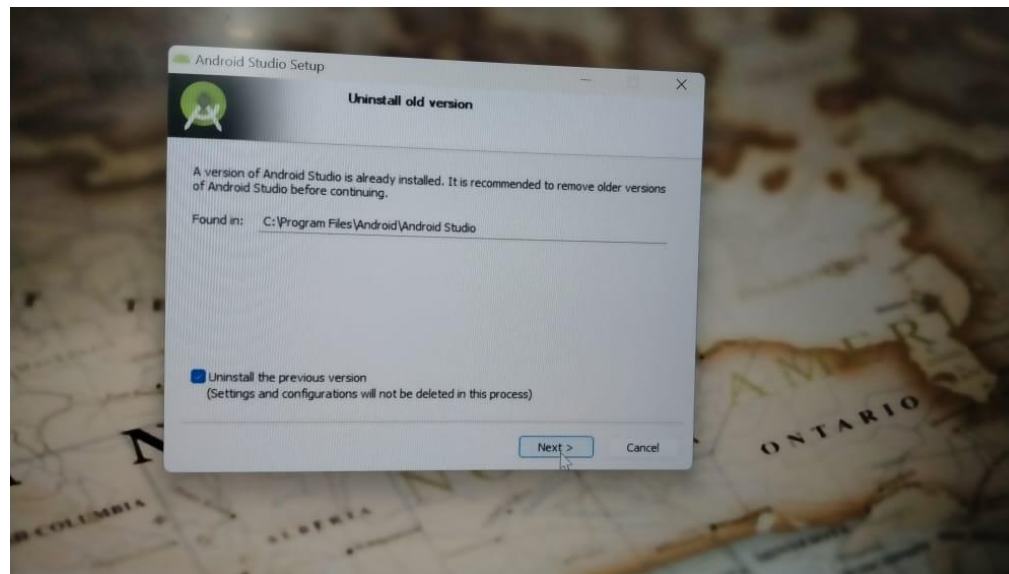 Android Studio Setup
Uninstall old version
A version of Android Studio is already installed. It is recommended to remove older versions
of Android Studio before continuing.
Found in: C:\Program Files\Android\Android Studio
Uninstall the previous version
(Settings and configurations will not be deleted in this process)
Next > Cancel
ONTARIO
COLUMBIA
ALBERTA